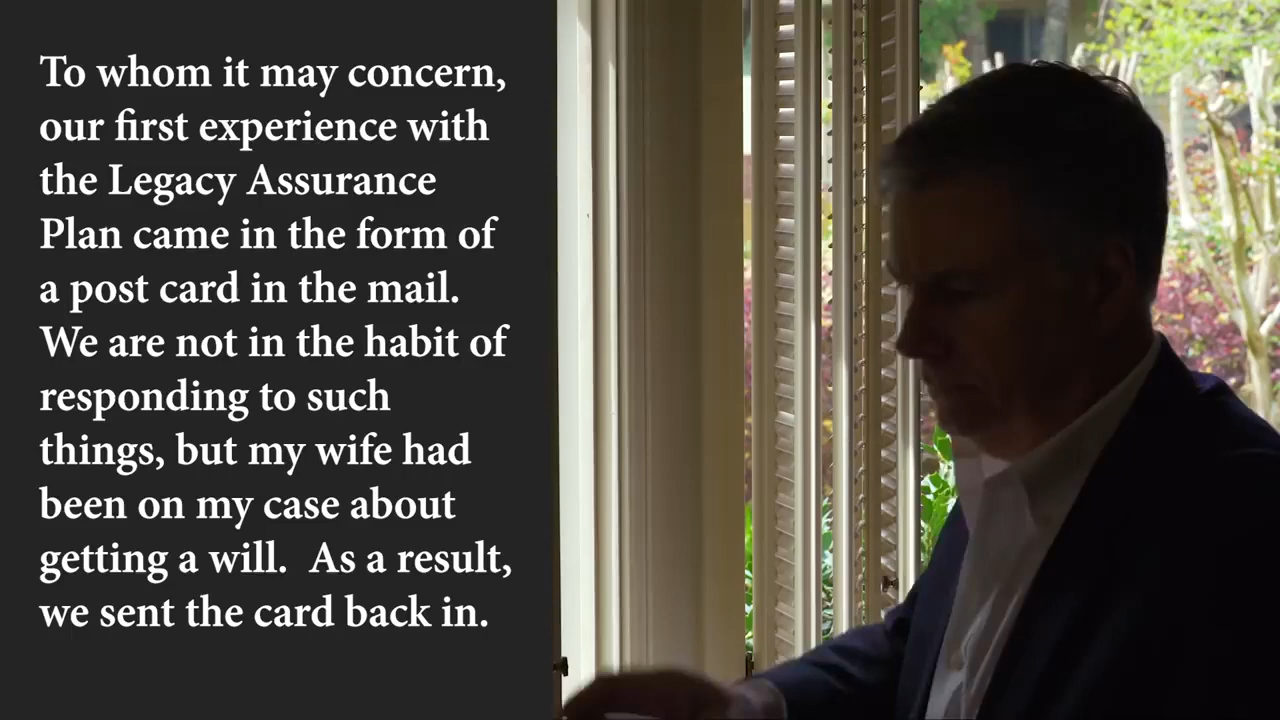 To whom it may concern,
our first experience with
the Legacy Assurance
Plan came in the form of
a post card in the mail.
We are not in the habit of
responding to such
things, but my wife had
been on my case about
getting a will.  As a result,
we sent the card back in.